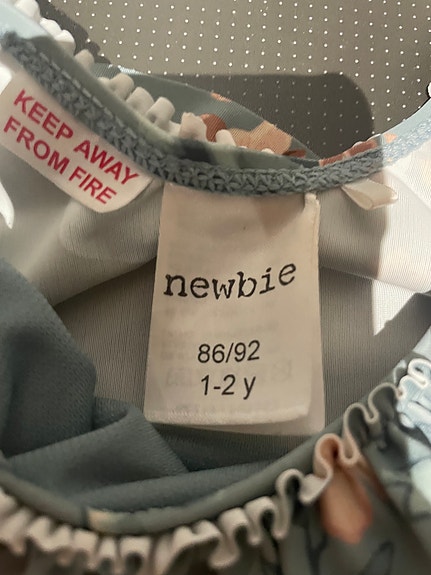 KEEP AWAY
FROM FIRE
newbie
86/92
1-2 y